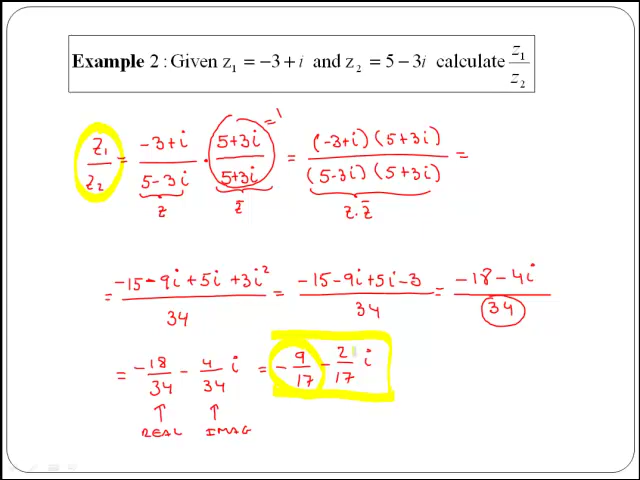 Example 2 : Given z₁ = −3 + i and z₂ = 5 − 3i calculate z₁/z₂
z₁/z₂ = (-3+i)/(5-3i) · (5+3i)/(5+3i) = 1 = (-3+i)(5+3i)/(5-3i)(5+3i) =
z z̄ z·z̄
= (-15-9i+5i+3i²)/34 = (-15-9i+5i-3)/34 = (-18-4i)/34
= -18/34 - 4/34 i = -9/17 - 2/17 i
↑ ↑
REAL IMAG